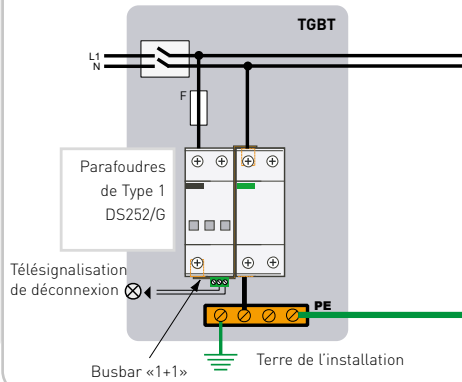 TGBT
L1
N
F
Parafoudres
de Type 1
DS252/G
Télésignalisation
de déconnexion
PE
Terre de l'installation
Busbar «1+1»